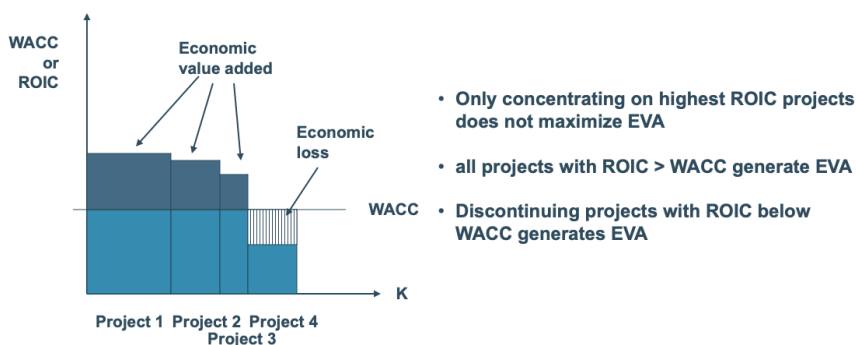 WACC
or
ROIC
Economic
value added
Economic
loss
WACC
K
Project 1 Project 2 Project 4
Project 3
• Only concentrating on highest ROIC projects
does not maximize EVA
• all projects with ROIC > WACC generate EVA
• Discontinuing projects with ROIC below
WACC generates EVA